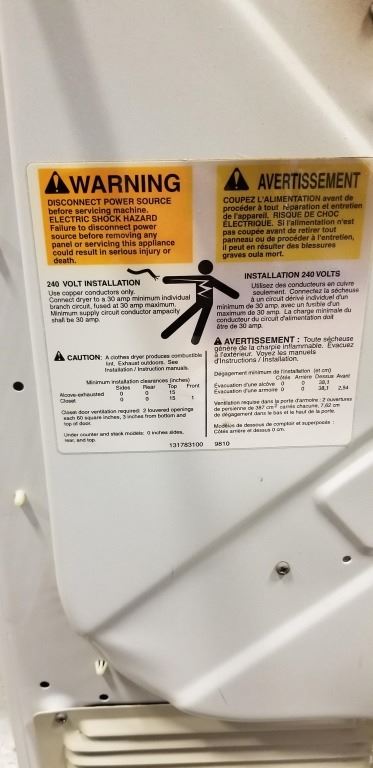 WARNING
DISCONNECT POWER SOURCE
before servicing machine.
ELECTRIC SHOCK HAZARD
Failure to disconnect power
source before removing any
panel or servicing this appliance
could result in serious injury or
death.
AVERTISSEMENT
COUPEZ L'ALIMENTATION avant de
procéder à tout réparation et entretien
de l'appareil. RISQUE DE CHOC
ÉLECTRIQUE. Si l'alimentation n'est
pas coupée avant de retirer tout
panneau ou de procéder à l'entretien,
il peut en résulter des blessures
graves oula mort.
240 VOLT INSTALLATION
Use copper conductors only.
Connect dryer to a 30 amp minimum individual
branch circuit, fused at 30 amp maximum.
Minimum supply circuit conductor ampacity
shall be 30 amp.
INSTALLATION 240 VOLTS
Utilisez des conducteurs en cuivre
seulement. Connectez la sécheuse
à un circuit dérivé individuel d'un
minimum de 30 amp, avec un fusible d'un
maximum de 30 amp. La charge minimale du
conducteur du circuit d'alimentation doit
être de 30 amp.
CAUTION: A clothes dryer produces combustible
lint. Exhaust outdoors. See
Installation / Instruction manuals.
Minimum installation clearances (inches)
Sides Rear Top Front
Alcove-exhausted 0 0 15 -
Closet 0 0 15 1
Closet door ventilation required: 2 louvered openings
each 60 square inches, 3 inches from bottom and
top of door.
Under counter and stack models: 0 inches sides,
rear, and top.
131783100
AVERTISSEMENT : Toute séchause
génère de la charpie inflammable. Évacuez
à l'exterieur. Voyez les manuels
d'Instructions / Installation.
Dégagement minimum de l'installation (et cm)
Côtés Arrière Dessus Avant
Évacuation d'une alcôve 0 0 38,1
Évacuation d'une armoire 0 0 38,1 2,54
Ventilation requise dans la porte d'armoire : 2 ouvertures
de persienne de 387 cm² carrés chacune, 7,62 cm
de dégagement dans le bas et le haut de la porte.
Modèles de dessous de comptoir et superposés :
Côtés arrière et dessus 0 cm.
9810